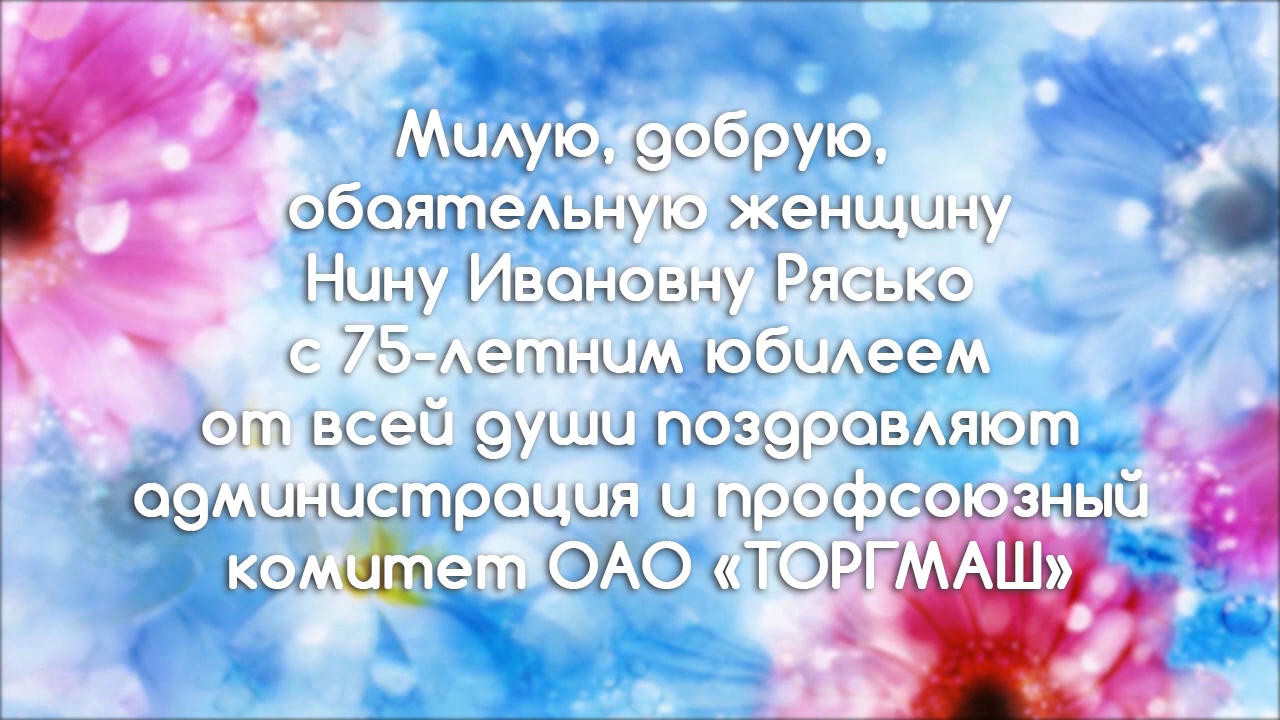 Милую, добрую,
обаятельную женщину
Нину Ивановну Рясько
с 75-летним юбилеем
от всей души поздравляют
администрация и профсоюзный
комитет ОАО «ТОРГМАШ»